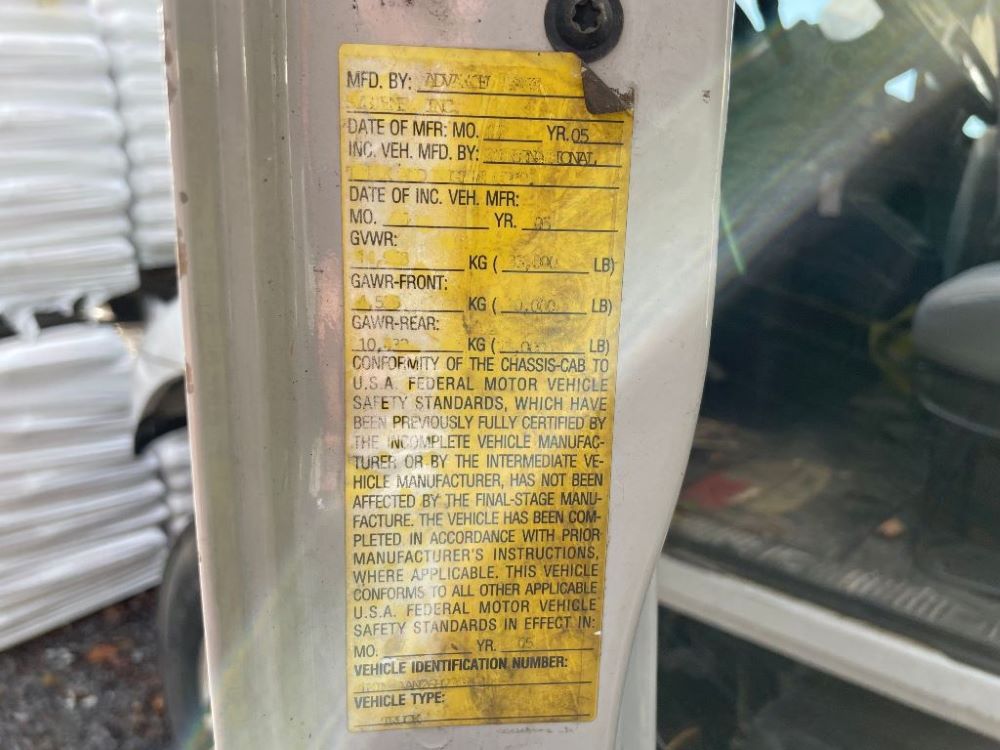 MFD. BY:
INC.
DATE OF MFR: MO. YR. 05
INC. VEH. MFD. BY:
DATE OF INC. VEH. MFR:
MO. YR. 05
GVWR:
KG ( 33,000 LB)
GAWR-FRONT:
KG ( LB)
GAWR-REAR:
KG ( LB)
CONFORMITY OF THE CHASSIS-CAB TO
U.S.A. FEDERAL MOTOR VEHICLE
SAFETY STANDARDS, WHICH HAVE
BEEN PREVIOUSLY FULLY CERTIFIED BY
THE INCOMPLETE VEHICLE MANUFAC-
TURER OR BY THE INTERMEDIATE VE-
HICLE MANUFACTURER, HAS NOT BEEN
AFFECTED BY THE FINAL-STAGE MANU-
FACTURE. THE VEHICLE HAS BEEN COM-
PLETED IN ACCORDANCE WITH PRIOR
MANUFACTURER'S INSTRUCTIONS,
WHERE APPLICABLE. THIS VEHICLE
CONFORMS TO ALL OTHER APPLICABLE
U.S.A. FEDERAL MOTOR VEHICLE
SAFETY STANDARDS IN EFFECT IN:
MO. YR. 05
VEHICLE IDENTIFICATION NUMBER:
VEHICLE TYPE:
TRUCK